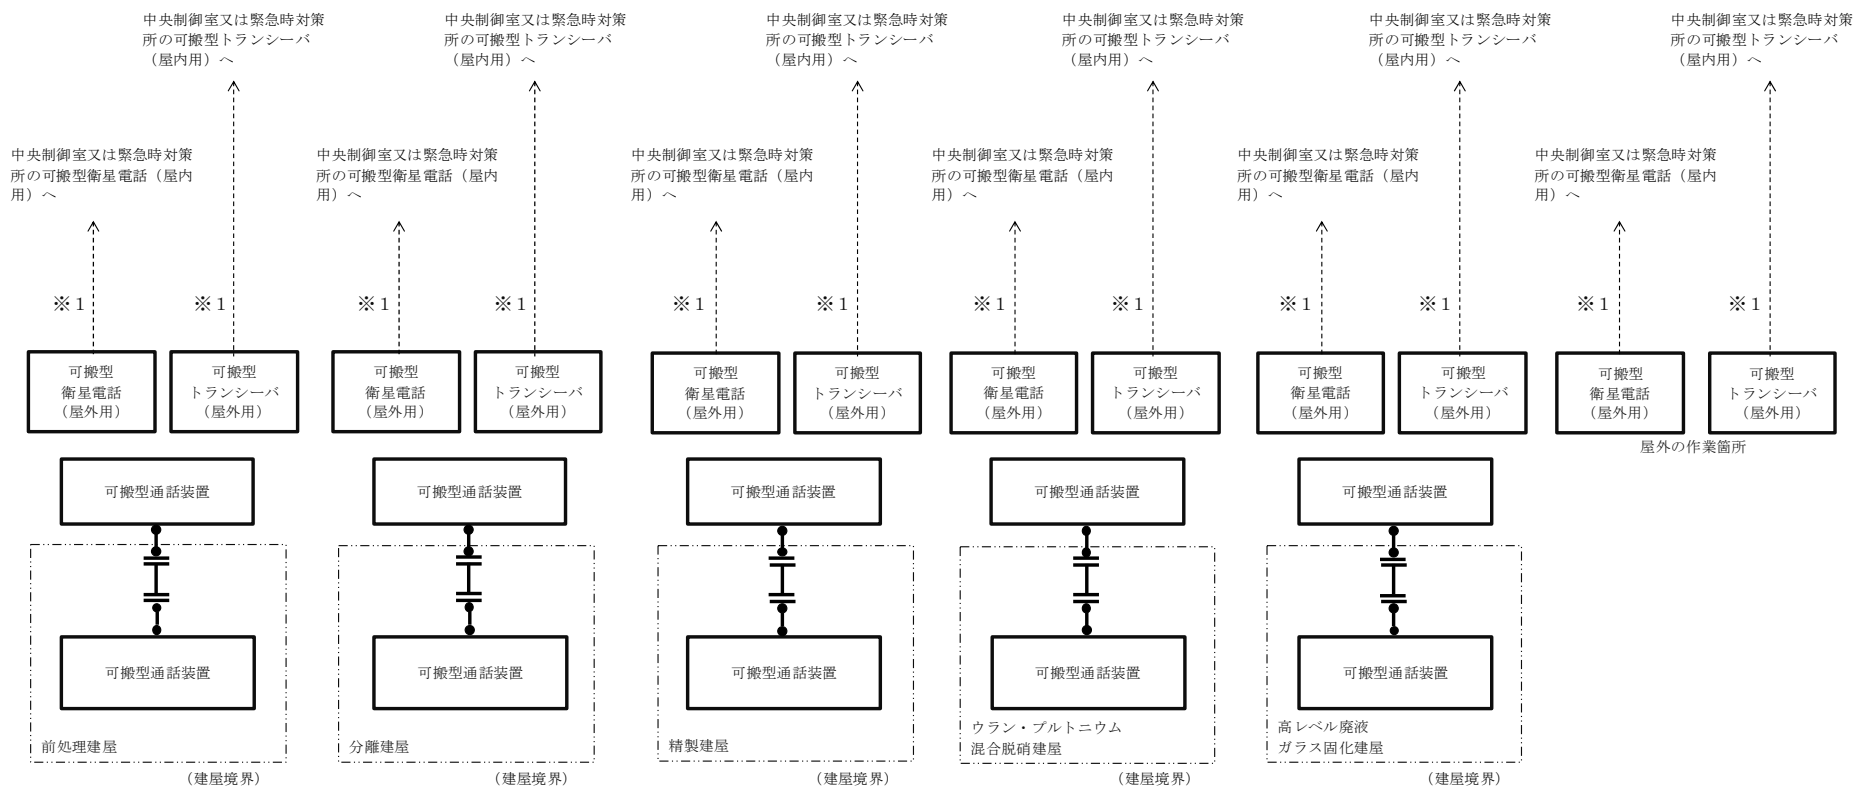 中央制御室又は緊急時対策
所の可搬型トランシーバ
（屋内用）へ
中央制御室又は緊急時対策
所の可搬型トランシーバ
（屋内用）へ
中央制御室又は緊急時対策
所の可搬型トランシーバ
（屋内用）へ
中央制御室又は緊急時対策
所の可搬型トランシーバ
（屋内用）へ
中央制御室又は緊急時対策
所の可搬型トランシーバ
（屋内用）へ
中央制御室又は緊急時対策
所の可搬型トランシーバ
（屋内用）へ
中央制御室又は緊急時対策
所の可搬型衛星電話（屋内
用）へ
中央制御室又は緊急時対策
所の可搬型衛星電話（屋内
用）へ
中央制御室又は緊急時対策
所の可搬型衛星電話（屋内
用）へ
中央制御室又は緊急時対策
所の可搬型衛星電話（屋内
用）へ
中央制御室又は緊急時対策
所の可搬型衛星電話（屋内
用）へ
中央制御室又は緊急時対策
所の可搬型衛星電話（屋内
用）へ
※１
※１
※１
※１
※１
※１
※１
※１
※１
※１
※１
※１
可搬型
衛星電話
（屋外用）
可搬型
トランシーバ
（屋外用）
可搬型
衛星電話
（屋外用）
可搬型
トランシーバ
（屋外用）
可搬型
衛星電話
（屋外用）
可搬型
トランシーバ
（屋外用）
可搬型
衛星電話
（屋外用）
可搬型
トランシーバ
（屋外用）
可搬型
衛星電話
（屋外用）
可搬型
トランシーバ
（屋外用）
可搬型
衛星電話
（屋外用）
可搬型
トランシーバ
（屋外用）
屋外の作業箇所
可搬型通話装置
可搬型通話装置
可搬型通話装置
可搬型通話装置
可搬型通話装置
可搬型通話装置
可搬型通話装置
可搬型通話装置
可搬型通話装置
可搬型通話装置
前処理建屋
分離建屋
精製建屋
ウラン・プルトニウム
混合脱硝建屋
高レベル廃液
ガラス固化建屋
（建屋境界）
（建屋境界）
（建屋境界）
（建屋境界）
（建屋境界）